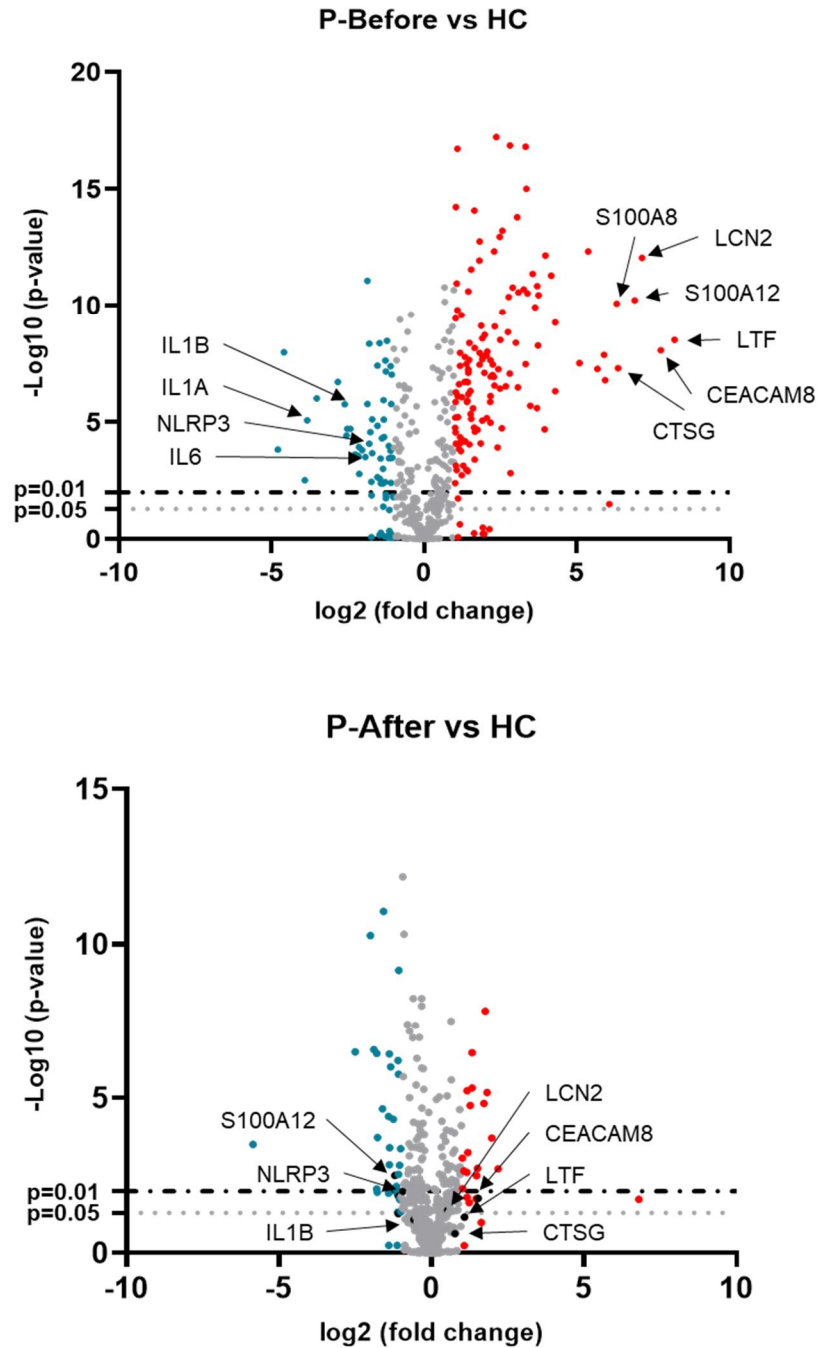 P-Before vs HC
20
15
10
5
0
-Log10 (p-value)
p=0.01
p=0.05
S100A8
LCN2
S100A12
LTF
CEACAM8
CTSG
IL1B
IL1A
NLRP3
IL6
-10 -5 0 5 10
log2 (fold change)
P-After vs HC
15
10
5
0
-Log10 (p-value)
p=0.01
p=0.05
S100A12
NLRP3
IL1B
LCN2
CEACAM8
LTF
CTSG
-10 -5 0 5 10
log2 (fold change)